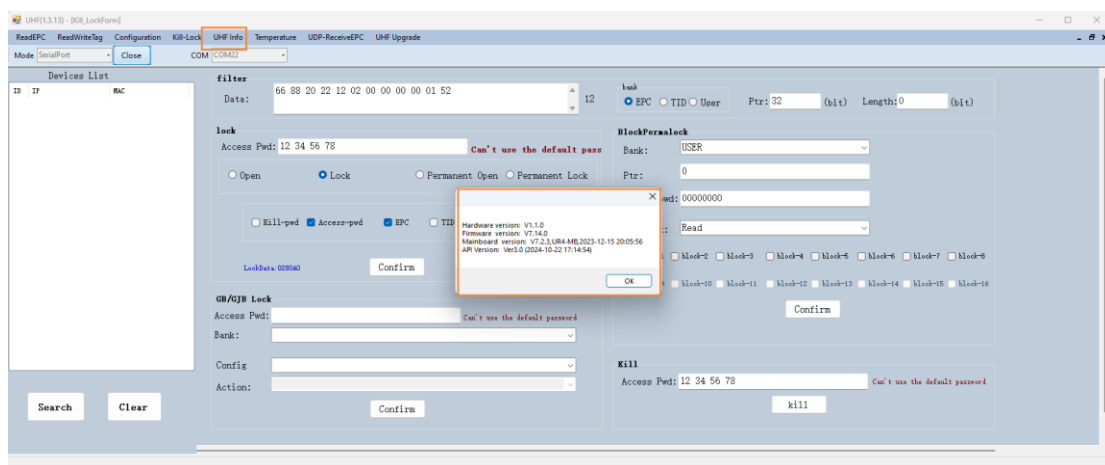 UHF(1.3.13) - [Kill_LockForm]
ReadEPC ReadWriteTag Configuration Kill-Lock UHF Info Temperature UDP-ReceiveEPC UHF Upgrade
Mode SerialPort Close COM COM22
Devices List
ID IP MAC
filter
Data: 66 88 20 22 12 02 00 00 00 00 01 52 12
bank
EPC TID User Ptr: 32 (bit) Length: 0 (bit)
lock
Access Pwd: 12 34 56 78 Can't use the default pass
Open Lock Permanent Open Permanent Lock
Kill-pwd Access-pwd EPC TID
LockData:0280A0 Confirm
BlockPermalock
Bank: USER
Ptr: 0
wd: 00000000
: Read
block-2 block-3 block-4 block-5 block-6 block-7 block-8
block-10 block-11 block-12 block-13 block-14 block-15 block-16
Confirm
Hardware version: V1.1.0
Firmware version: V7.14.0
Mainboard version: V7.2.3,UR4-MB,2023-12-15 20:05:56
API Version: Ver3.0 (2024-10-22 17:14:54)
OK
GB/GJB Lock
Access Pwd: Can't use the default password
Bank:
Config
Action:
Confirm
Kill
Access Pwd: 12 34 56 78 Can't use the default password
kill
Search Clear